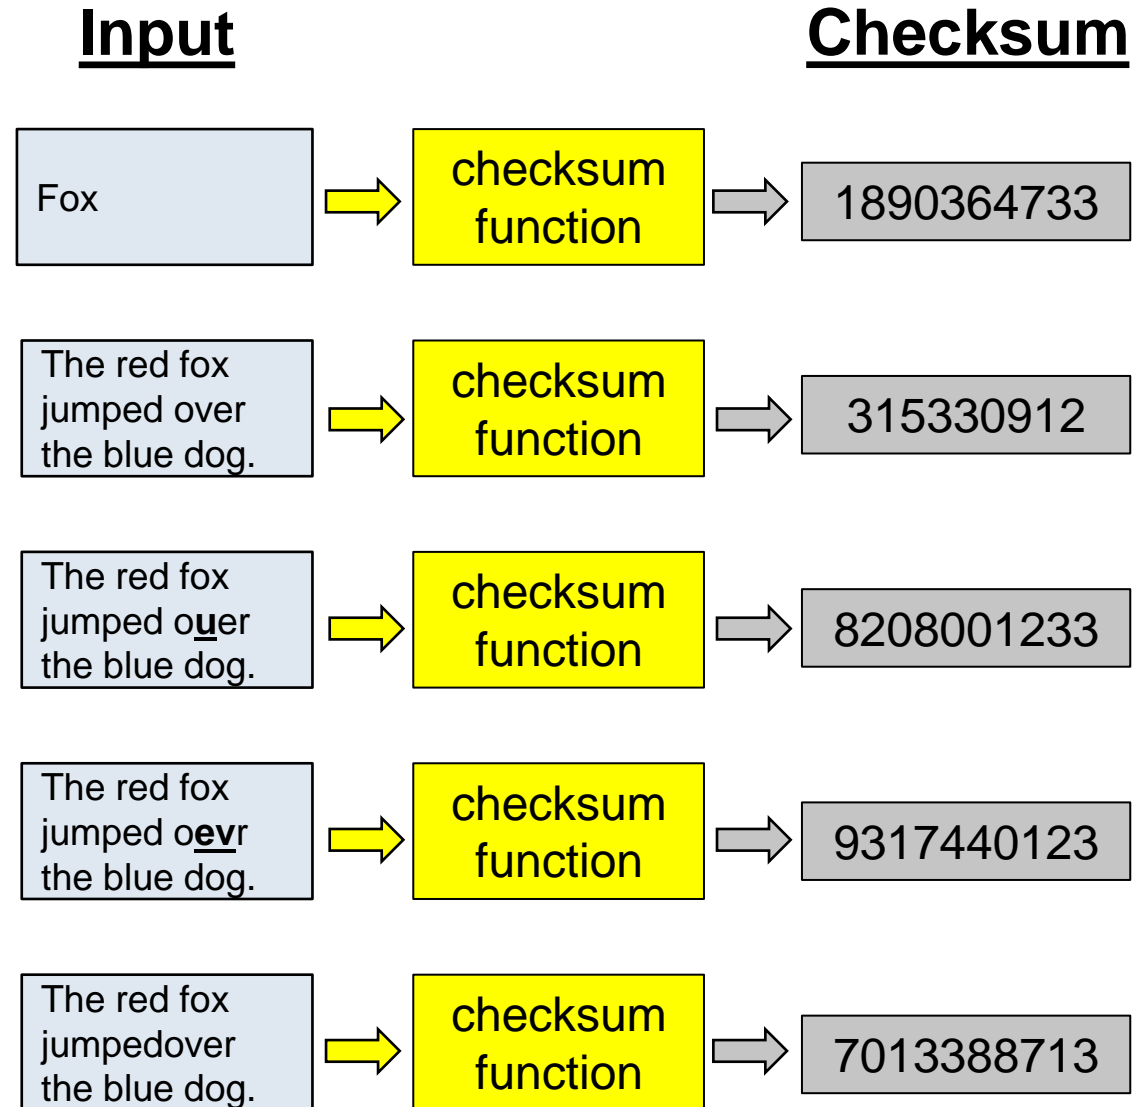 Input Checksum
Fox
checksum
function
1890364733
The red fox
jumped over
the blue dog.
checksum
function
315330912
The red fox
jumped ouer
the blue dog.
checksum
function
8208001233
The red fox
jumped oevr
the blue dog.
checksum
function
9317440123
The red fox
jumpedover
the blue dog.
checksum
function
7013388713